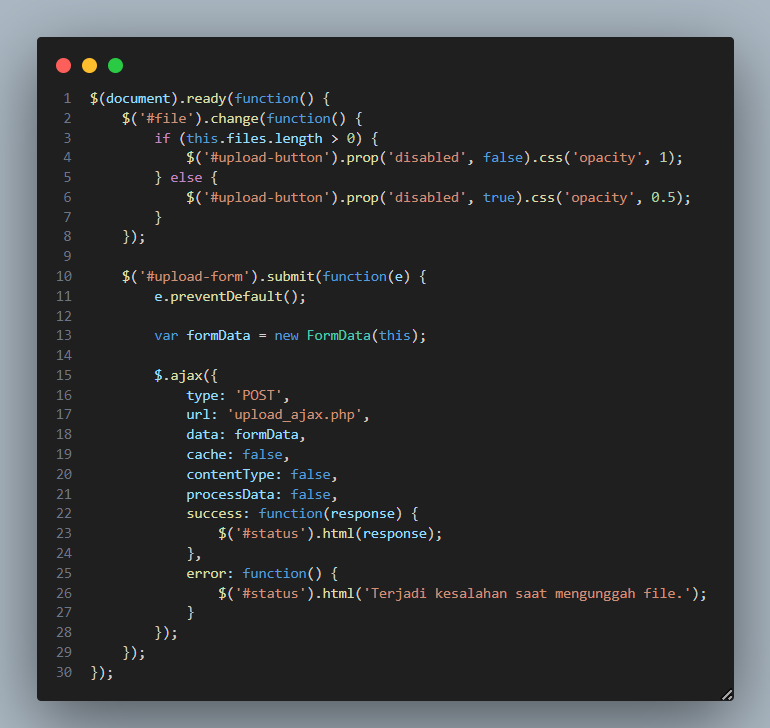 1 $(document).ready(function() {
2     $('#file').change(function() {
3         if (this.files.length > 0) {
4             $('#upload-button').prop('disabled', false).css('opacity', 1);
5         } else {
6             $('#upload-button').prop('disabled', true).css('opacity', 0.5);
7         }
8     });
9
10     $('#upload-form').submit(function(e) {
11         e.preventDefault();
12
13         var formData = new FormData(this);
14
15         $.ajax({
16             type: 'POST',
17             url: 'upload_ajax.php',
18             data: formData,
19             cache: false,
20             contentType: false,
21             processData: false,
22             success: function(response) {
23                 $('#status').html(response);
24             },
25             error: function() {
26                 $('#status').html('Terjadi kesalahan saat mengunggah file.');
27             }
28         });
29     });
30 });